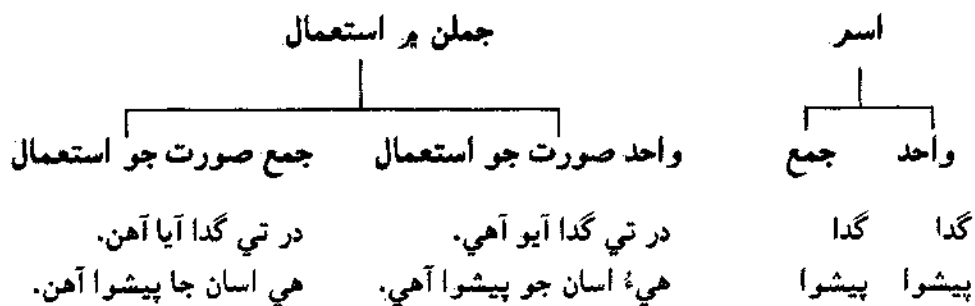 اسم جملن ۾ استعمال
واحد جمع واحد صورت جو استعمال جمع صورت جو استعمال
گدا گدا در تي گدا آيو آهي. در تي گدا آيا آهن.
پيشوا پيشوا هيءُ اسان جو پيشوا آهي. هي اسان جا پيشوا آهن.